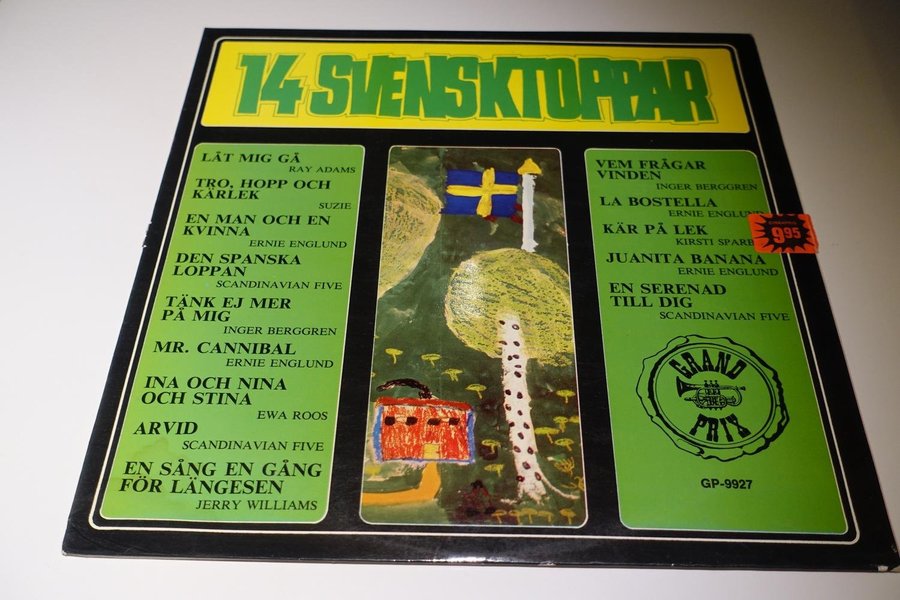 14 SVENSKTOPPAR
LÅT MIG GÅ
RAY ADAMS
TRO, HOPP OCH
KÄRLEK
SUZIE
EN MAN OCH EN
KVINNA
ERNIE ENGLUND
DEN SPANSKA
LOPPAN
SCANDINAVIAN FIVE
TÄNK EJ MER
PÅ MIG
INGER BERGGREN
MR. CANNIBAL
ERNIE ENGLUND
INA OCH NINA
OCH STINA
EWA ROOS
ARVID
SCANDINAVIAN FIVE
EN SÅNG EN GÅNG
FÖR LÄNGESEN
JERRY WILLIAMS
VEM FRÅGAR
VINDEN
INGER BERGGREN
LA BOSTELLA
ERNIE ENGLUND
KÄR PÅ LEK
KIRSTI SPARB
9.95
JUANITA BANANA
ERNIE ENGLUND
EN SERENAD
TILL DIG
SCANDINAVIAN FIVE
GRAND
PRIX
GP-9927